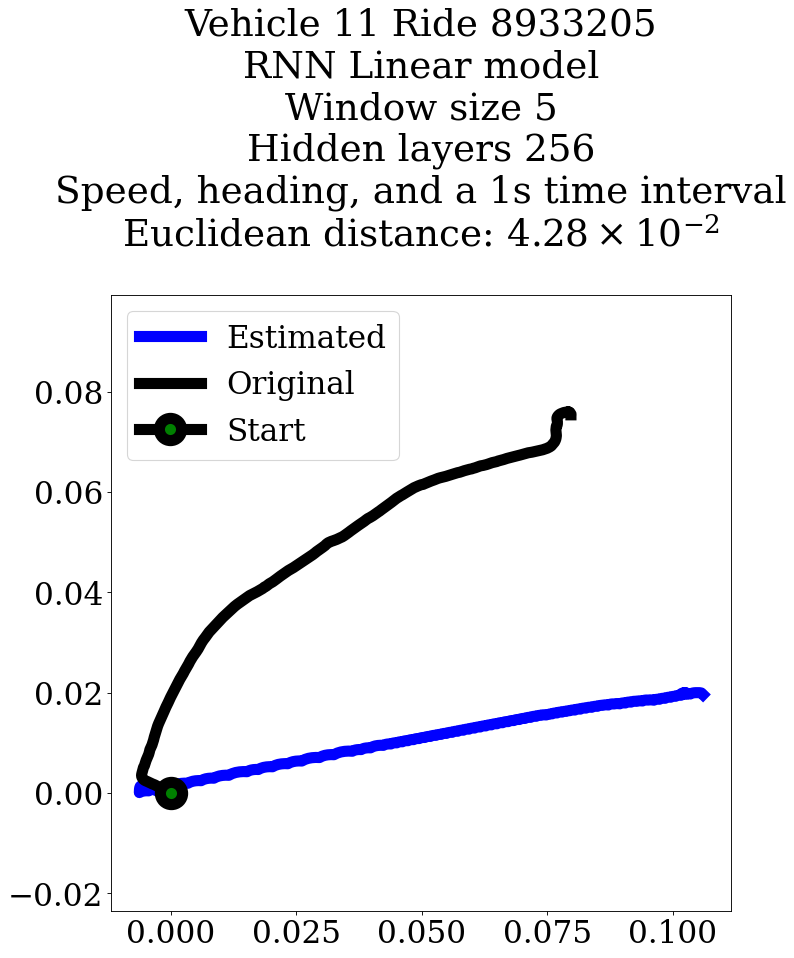 Vehicle 11 Ride 8933205
RNN Linear model
Window size 5
Hidden layers 256
Speed, heading, and a 1s time interval
Euclidean distance: 4.28 × 10⁻²
Estimated
Original
Start
0.08
0.06
0.04
0.02
0.00
−0.02
0.000 0.025 0.050 0.075 0.100